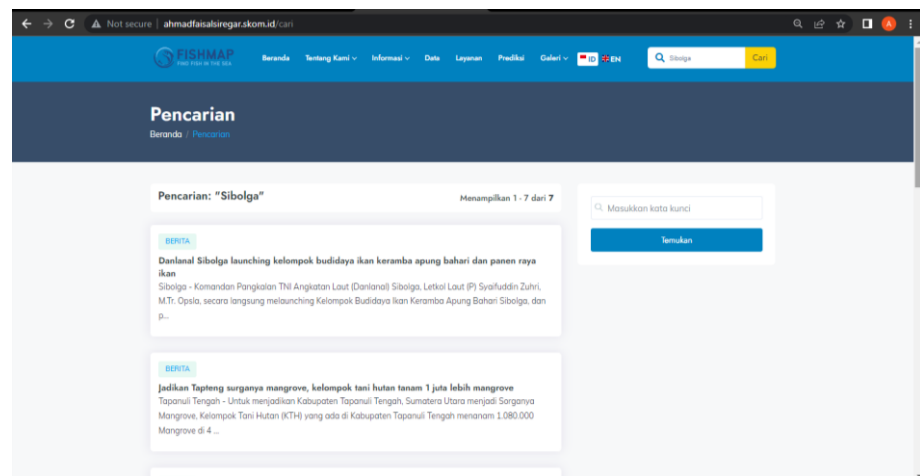 Not secure | ahmadfaisalsiregar.skom.id/cari
A
FISHMAP
FIND FISH IN THE SEA
Beranda Tentang Kami Informasi Data Layanan Prediksi Galeri ID EN Sibolga Cari
Pencarian
Beranda / Pencarian
Pencarian: "Sibolga" Menampilkan 1 - 7 dari 7
Masukkan kata kunci
Temukan
BERITA
Danlanal Sibolga launching kelompok budidaya ikan keramba apung bahari dan panen raya
ikan
Sibolga - Komandan Pangkalan TNI Angkatan Laut (Danlanal) Sibolga, Letkol Laut (P) Syaifuddin Zuhri,
M.Tr. Opsla, secara langsung melaunching Kelompok Budidaya Ikan Keramba Apung Bahari Sibolga, dan
p...
BERITA
Jadikan Tapteng surganya mangrove, kelompok tani hutan tanam 1 juta lebih mangrove
Tapanuli Tengah - Untuk menjadikan Kabupaten Tapanuli Tengah, Sumatera Utara menjadi Sorganya
Mangrove, Kelompok Tani Hutan (KTH) yang ada di Kabupaten Tapanuli Tengah menanam 1.080.000
Mangrove di 4 ...